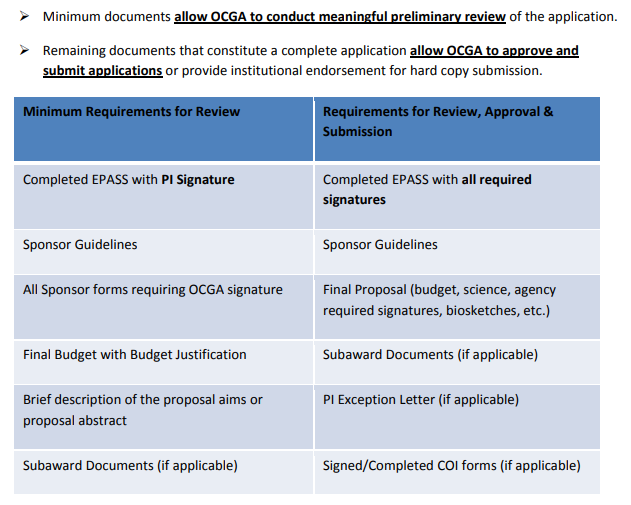 ➢ Minimum documents allow OCGA to conduct meaningful preliminary review of the application.
➢ Remaining documents that constitute a complete application allow OCGA to approve and
submit applications or provide institutional endorsement for hard copy submission.
Minimum Requirements for Review
Requirements for Review, Approval &
Submission
Completed EPASS with PI Signature
Completed EPASS with all required
signatures
Sponsor Guidelines
Sponsor Guidelines
All Sponsor forms requiring OCGA signature
Final Proposal (budget, science, agency
required signatures, biosketches, etc.)
Final Budget with Budget Justification
Subaward Documents (if applicable)
Brief description of the proposal aims or
proposal abstract
PI Exception Letter (if applicable)
Subaward Documents (if applicable)
Signed/Completed COI forms (if applicable)